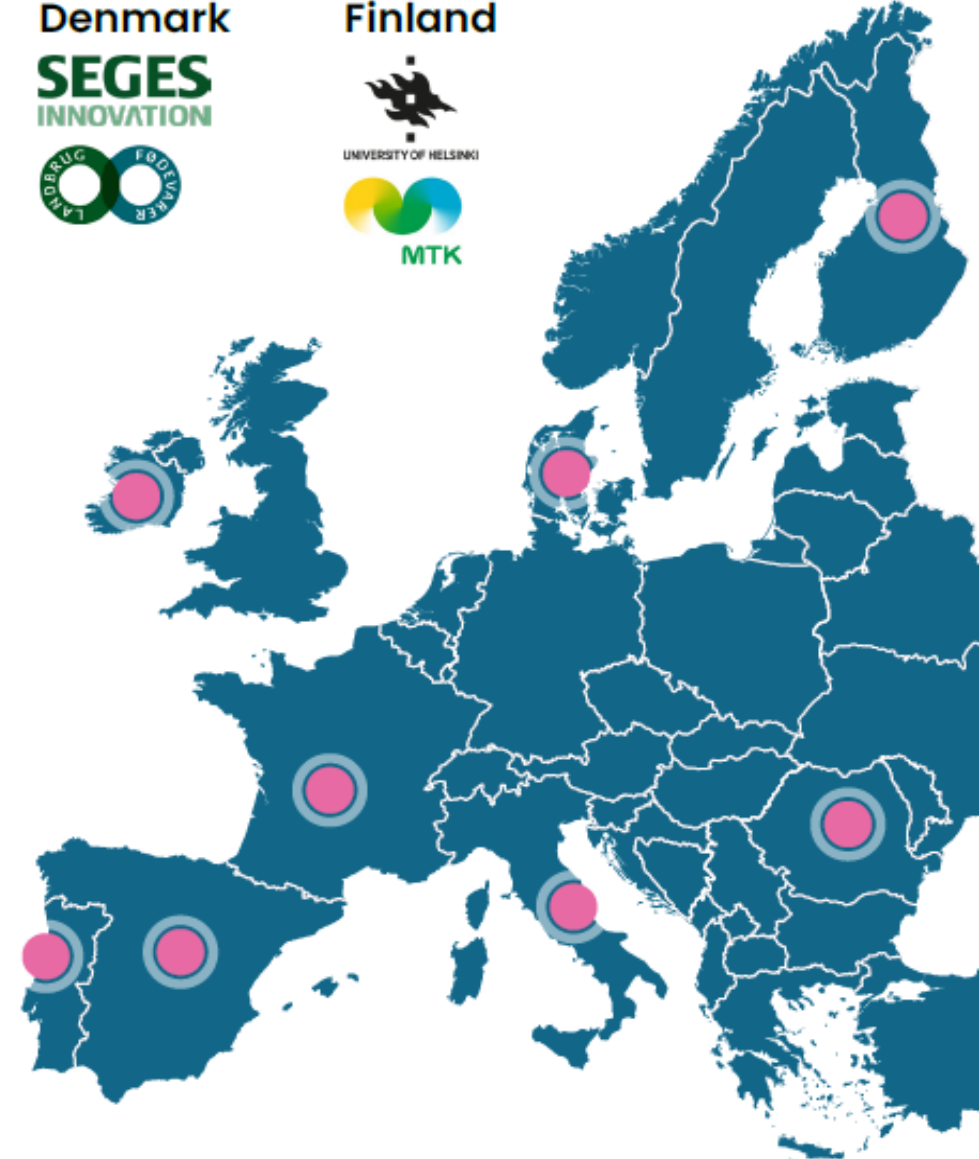 Denmark
SEGES
INNOVATION
LANDBRUG FØDEVARER
Finland
UNIVERSITY OF HELSINKI
MTK